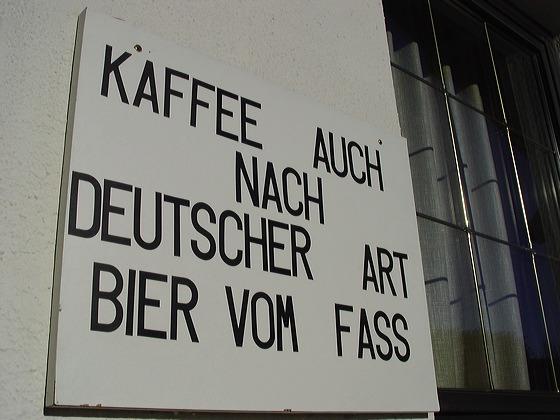 KAFFEE AUCH
NACH
DEUTSCHER ART
BIER VOM FASS